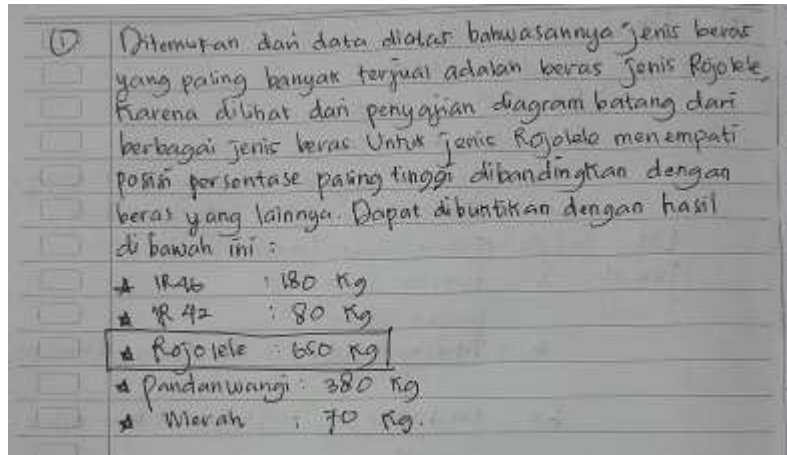 ① Ditemukan dari data diatas bahwasannya jenis beras
yang paling banyak terjual adalah beras jenis Rojolele,
Karena dilihat dari penyajian diagram batang dari
berbagai jenis beras Untuk jenis Rojolele menempati
posisi persentase paling tinggi dibandingkan dengan
beras yang lainnya. Dapat dibuktikan dengan hasil
di bawah ini :
★ IR46 : 180 Kg
★ IR 42 : 80 Kg
★ Rojolele : 650 Kg
★ Pandanwangi : 380 Kg
★ Merah : 70 Kg.